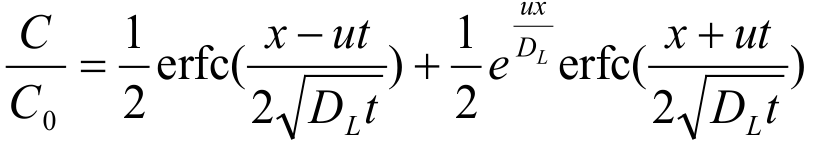 C/C₀ = 1/2 erfc((x − ut)/(2√(D_L t))) + 1/2 e^(ux/D_L) erfc((x + ut)/(2√(D_L t)))